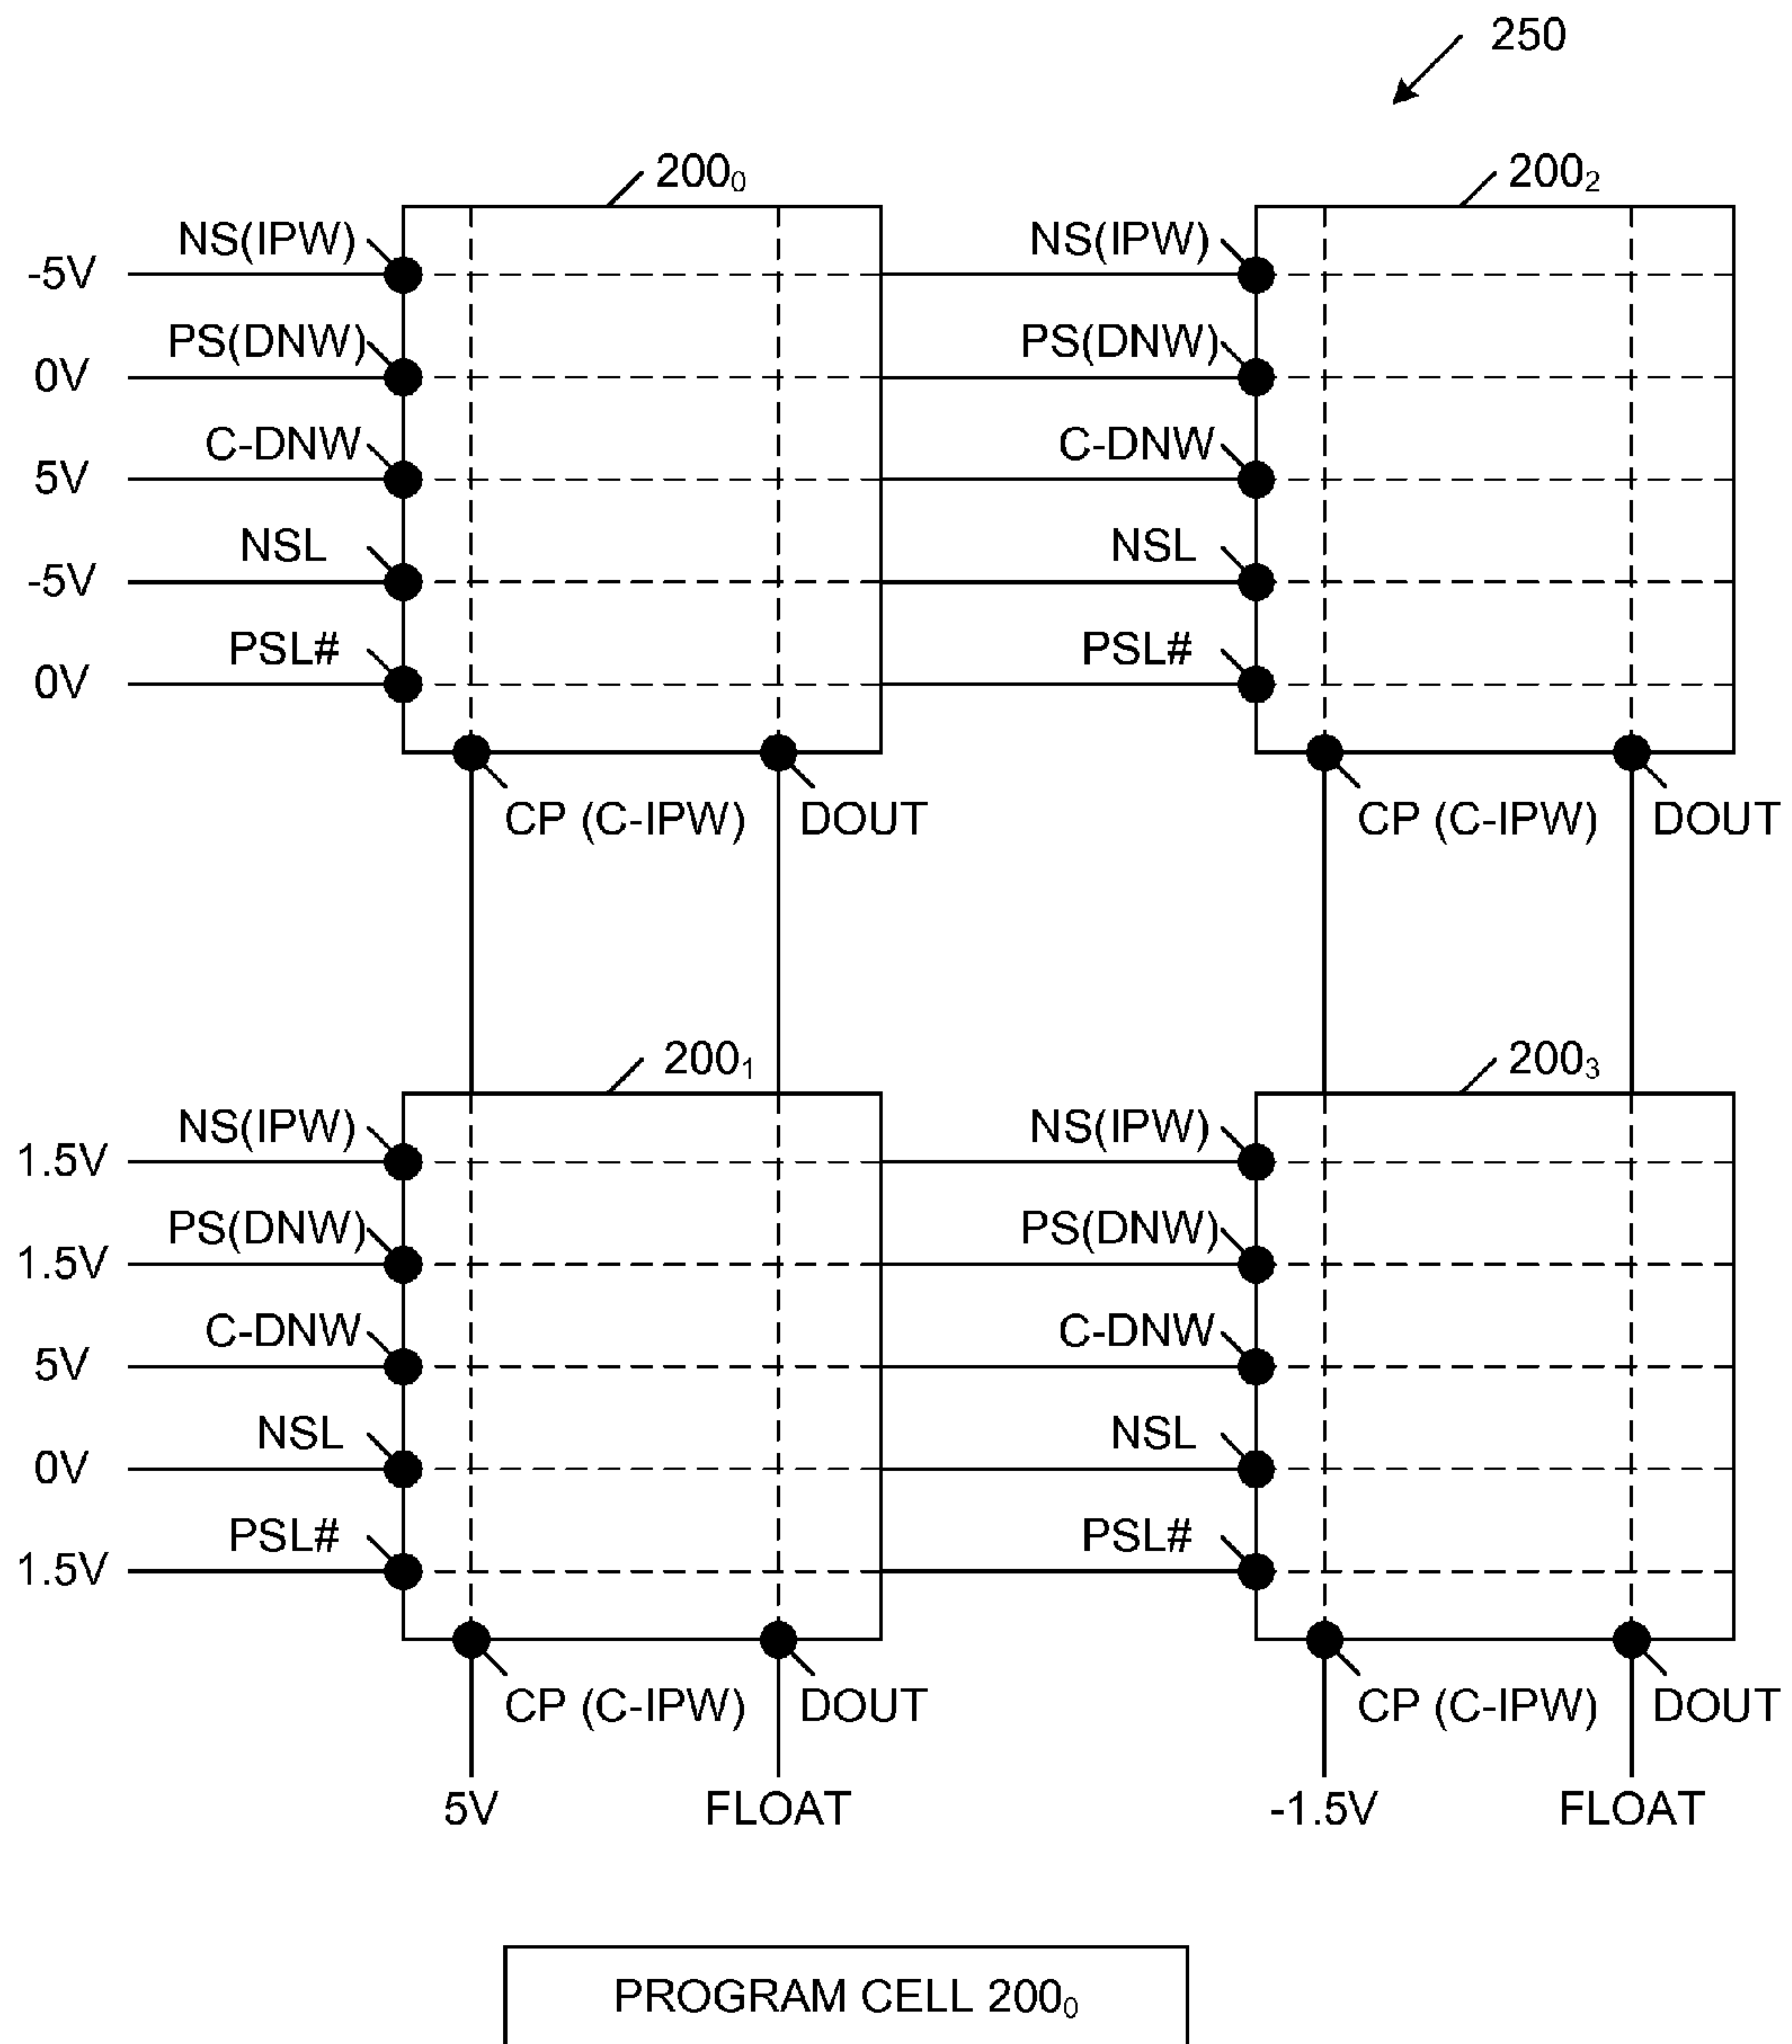 250
200₀ 200₂
NS(IPW) NS(IPW)
-5V
PS(DNW) PS(DNW)
0V
C-DNW C-DNW
5V
NSL NSL
-5V
PSL# PSL#
0V
CP (C-IPW) DOUT CP (C-IPW) DOUT
200₁ 200₃
NS(IPW) NS(IPW)
1.5V
PS(DNW) PS(DNW)
1.5V
C-DNW C-DNW
5V
NSL NSL
0V
PSL# PSL#
1.5V
CP (C-IPW) DOUT CP (C-IPW) DOUT
5V FLOAT -1.5V FLOAT
PROGRAM CELL 200₀